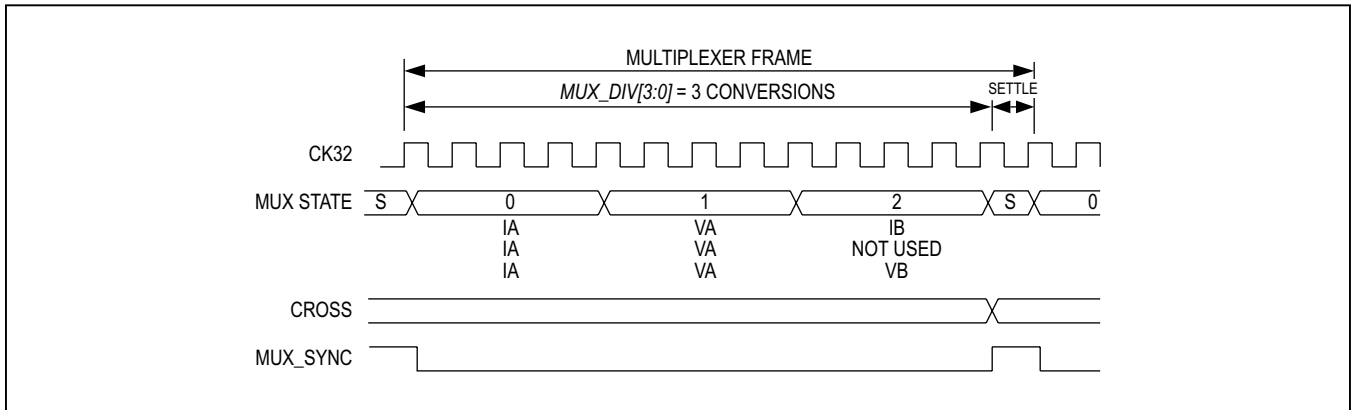 MULTIPLEXER FRAME
MUX_DIV[3:0] = 3 CONVERSIONS
SETTLE
CK32
MUX STATE S 0 1 2 S 0
IA VA IB
IA VA NOT USED
IA VA VB
CROSS
MUX_SYNC